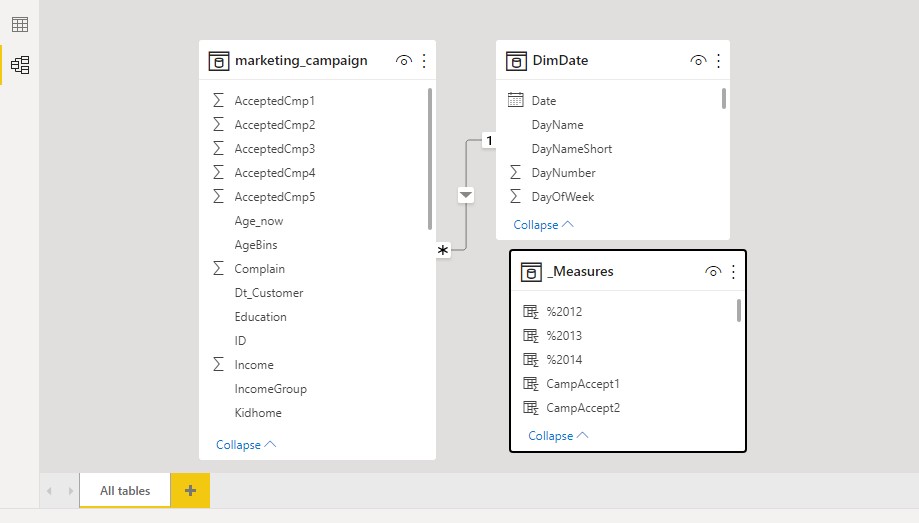 marketing_campaign
AcceptedCmp1
AcceptedCmp2
AcceptedCmp3
AcceptedCmp4
AcceptedCmp5
Age_now
AgeBins
Complain
Dt_Customer
Education
ID
Income
IncomeGroup
Kidhome
Collapse
1
*
DimDate
Date
DayName
DayNameShort
DayNumber
DayOfWeek
Collapse
_Measures
%2012
%2013
%2014
CampAccept1
CampAccept2
Collapse
All tables